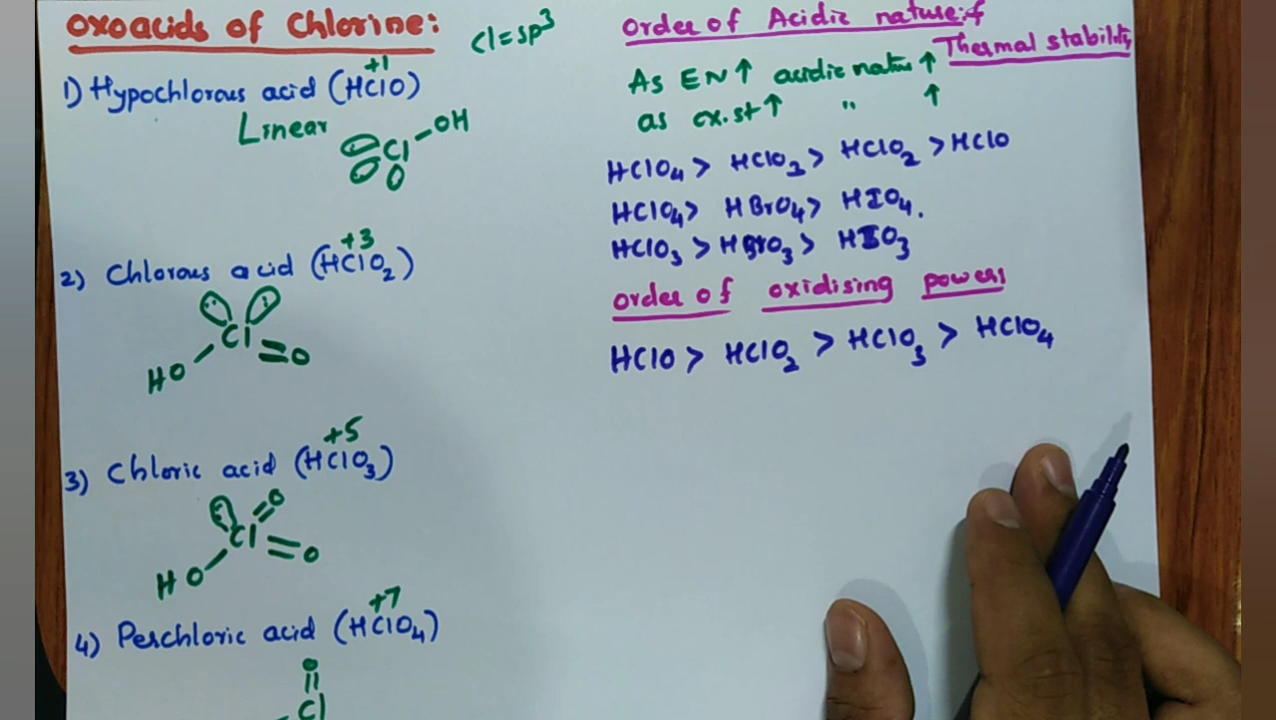 Oxoacids of Chlorine:
Cl=sp³
1) Hypochlorous acid (HClO)
+1
Linear
Cl-OH
2) Chlorous acid (HClO₂)
+3
Cl
HO
=O
3) Chloric acid (HClO₃)
+5
O
Cl
=O
HO
4) Perchloric acid (HClO₄)
+7
O
Cl
Order of Acidic nature &
Thermal stability
As EN↑ acidic nature ↑
as ox.st↑ " ↑
HClO₄ > HClO₃ > HClO₂ > HClO
HClO₄ > HBrO₄ > HIO₄.
HClO₃ > HBrO₃ > HIO₃
order of oxidising powers
HClO > HClO₂ > HClO₃ > HClO₄